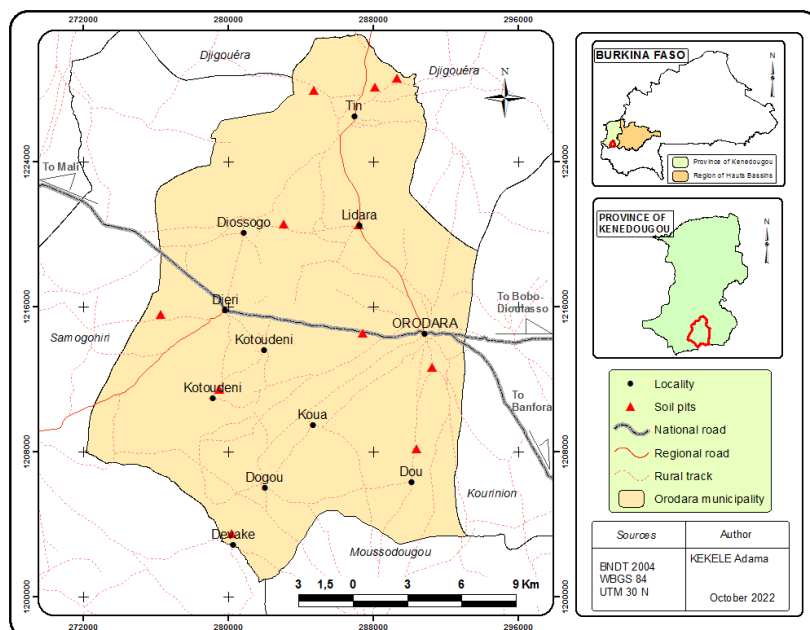 272000 280000 288000 296000
Djigouéra
Djigouéra
N
Tin
1224000
1224000
To Mali
Diossogo
Lidara
1216000
1216000
Djeri
To Bobo-
Dioulasso
ORODARA
Samogohiri
Kotoudeni
Kotoudeni
To
Banfora
Koua
1208000
1208000
Dogou
Dou
Kourinion
Devake
Moussodougou
3 1,5 0 3 6 9 Km
1200000
1200000
272000 280000 288000 296000
BURKINA FASO
N
Province of Kenedougou
Region of Hauts Bassins
PROVINCE OF
KENEDOUGOU
N
Locality
Soil pits
National road
Regional road
Rural track
Orodara municipality
Sources
Author
BNDT 2004
WBGS 84
UTM 30 N
KEKELE Adama
October 2022